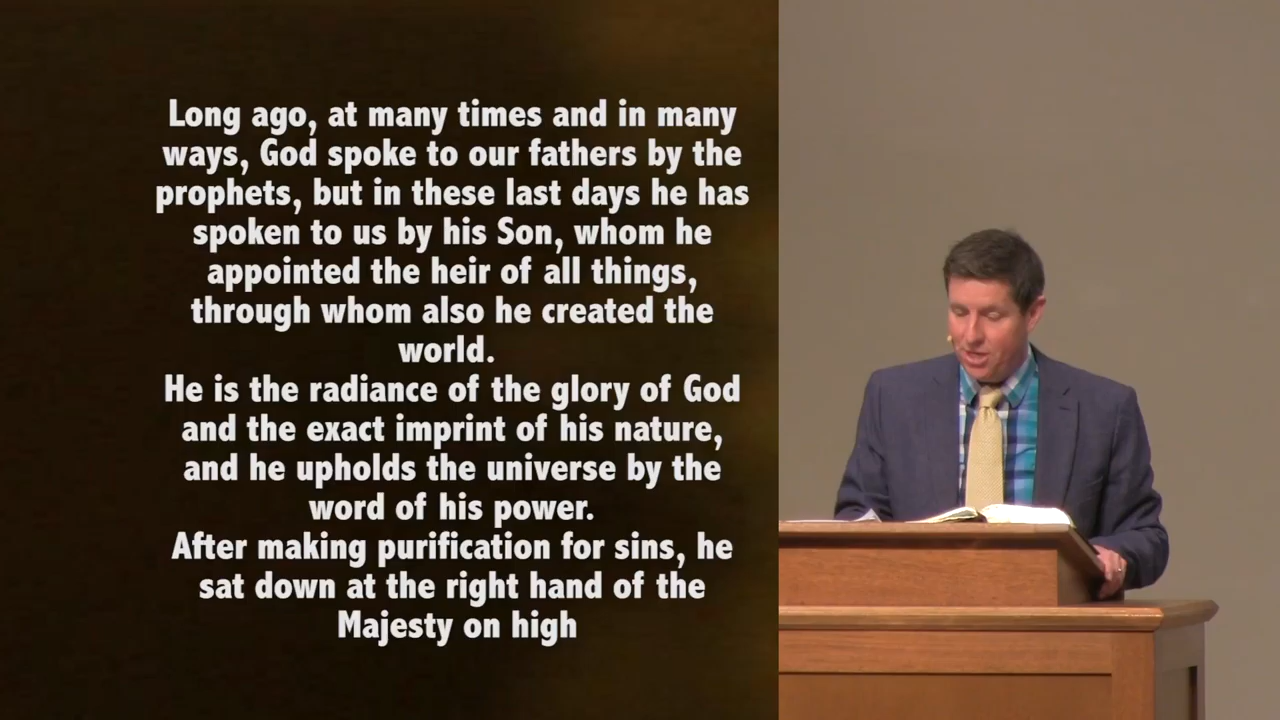 Long ago, at many times and in many
ways, God spoke to our fathers by the
prophets, but in these last days he has
spoken to us by his Son, whom he
appointed the heir of all things,
through whom also he created the
world.
He is the radiance of the glory of God
and the exact imprint of his nature,
and he upholds the universe by the
word of his power.
After making purification for sins, he
sat down at the right hand of the
Majesty on high